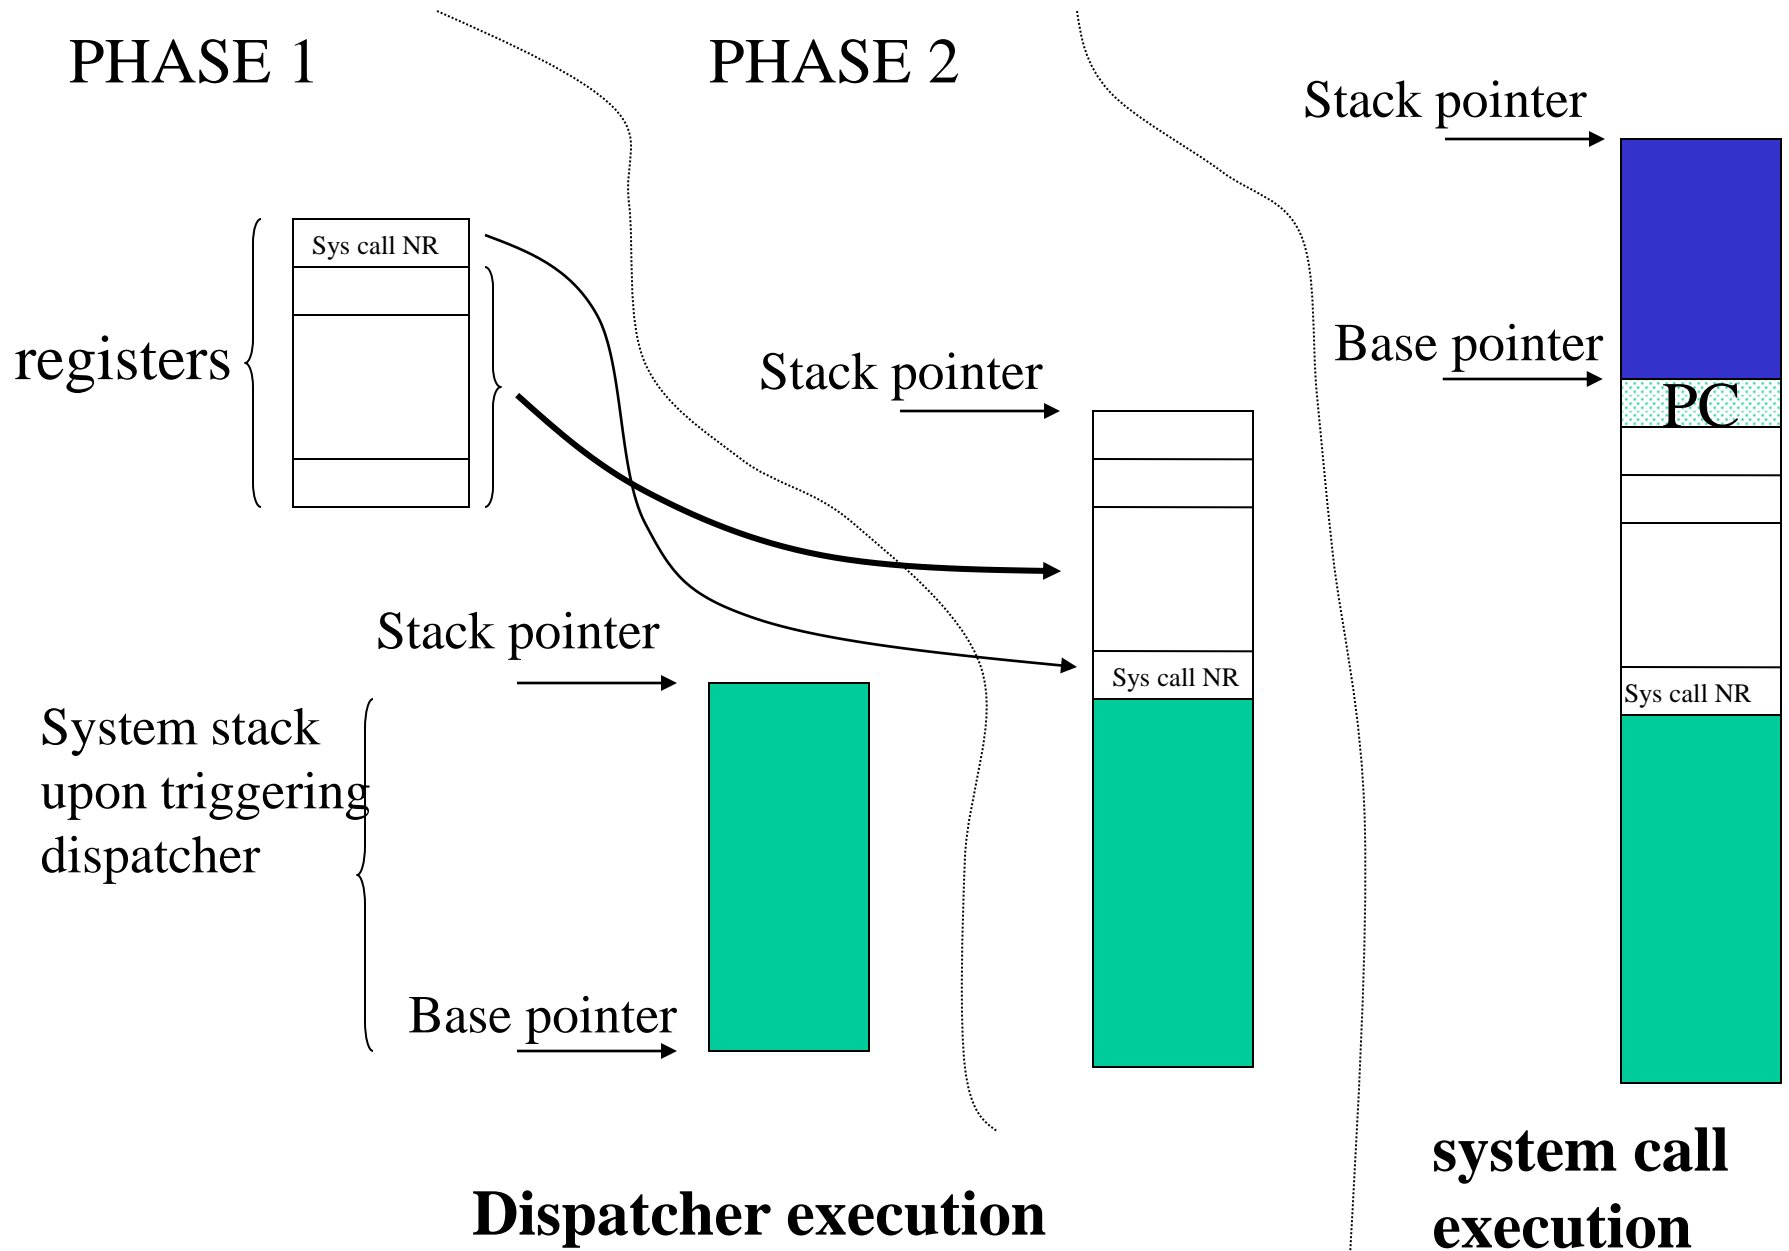 PHASE 1
PHASE 2
Stack pointer
Sys call NR
registers
Base pointer
Stack pointer
PC
Stack pointer
Sys call NR
Sys call NR
System stack
upon triggering
dispatcher
Base pointer
system call
execution
Dispatcher execution